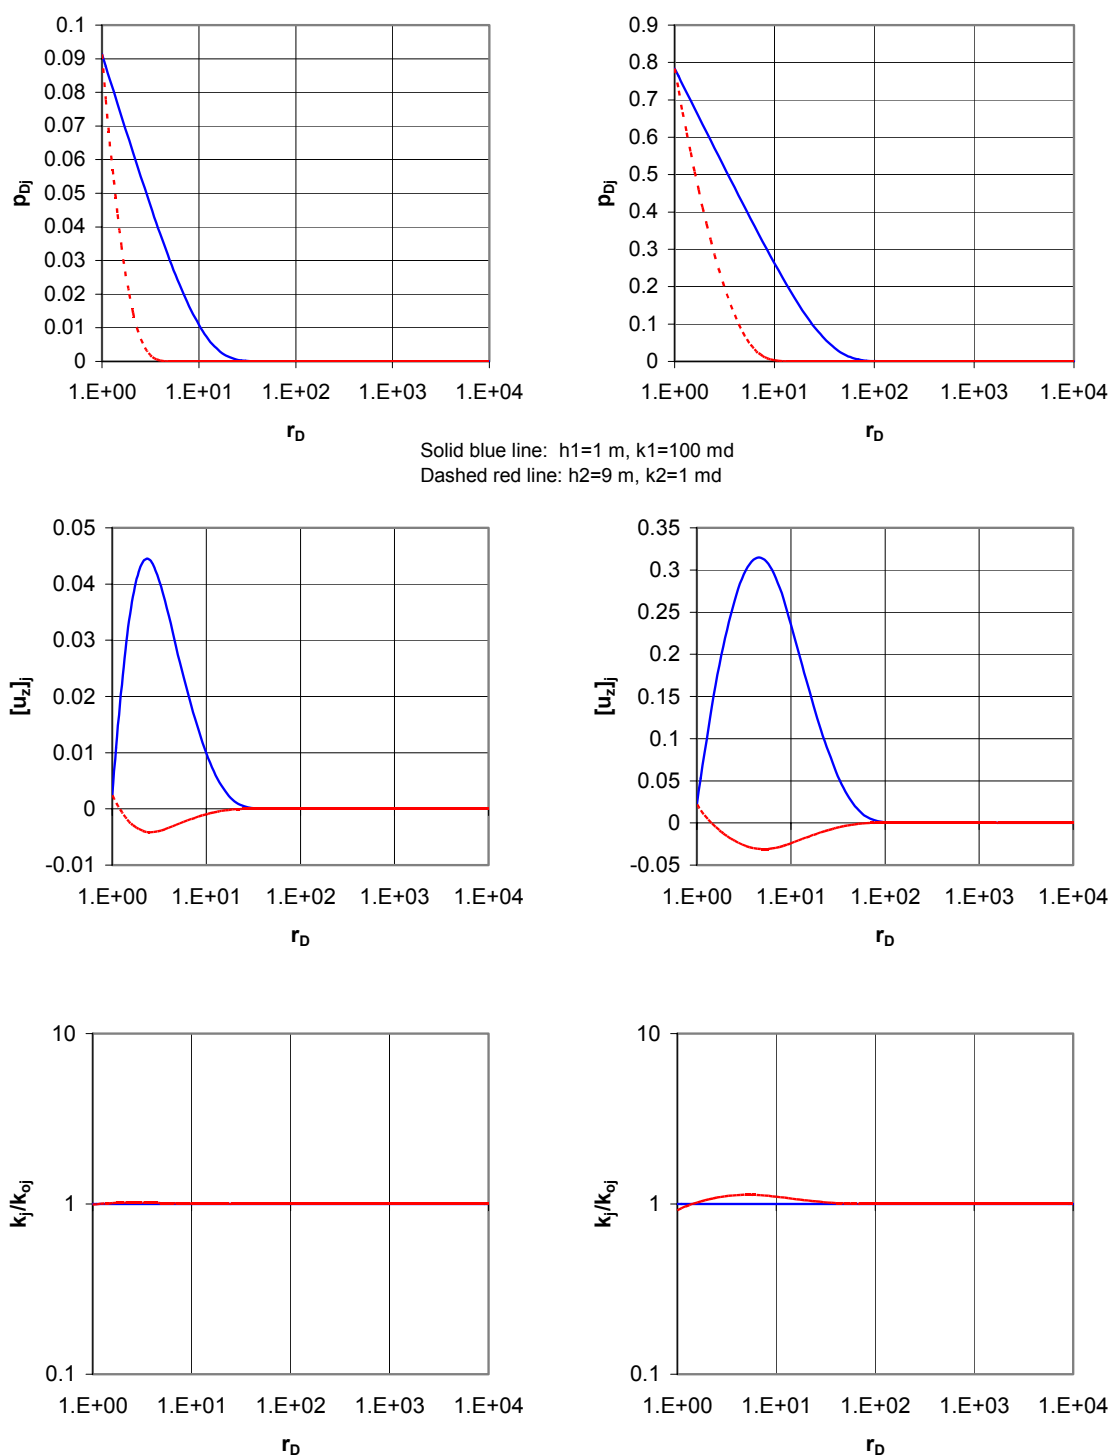 0.1
0.09
0.08
0.07
0.06
0.05
0.04
0.03
0.02
0.01
0
pDj
1.E+00 1.E+01 1.E+02 1.E+03 1.E+04
rD
0.9
0.8
0.7
0.6
0.5
0.4
0.3
0.2
0.1
0
pDj
1.E+00 1.E+01 1.E+02 1.E+03 1.E+04
rD
Solid blue line: h1=1 m, k1=100 md
Dashed red line: h2=9 m, k2=1 md
0.05
0.04
0.03
0.02
0.01
0
-0.01
[uz]j
1.E+00 1.E+01 1.E+02 1.E+03 1.E+04
rD
0.35
0.3
0.25
0.2
0.15
0.1
0.05
0
-0.05
[uz]j
1.E+00 1.E+01 1.E+02 1.E+03 1.E+04
rD
10
1
0.1
kj/koj
1.E+00 1.E+01 1.E+02 1.E+03 1.E+04
rD
10
1
0.1
kj/koj
1.E+00 1.E+01 1.E+02 1.E+03 1.E+04
rD